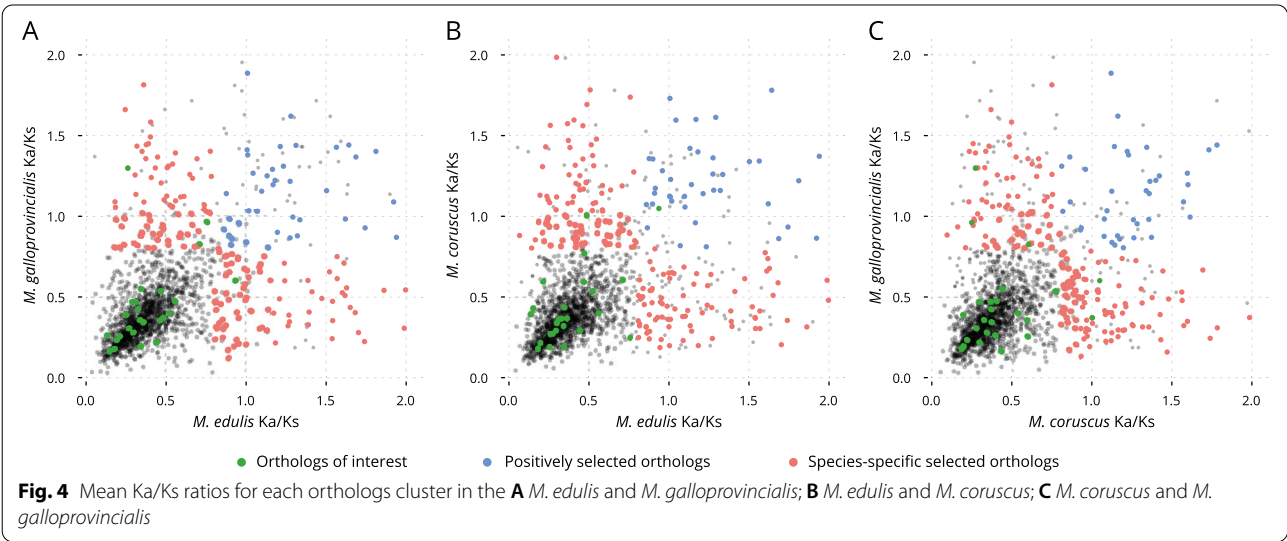 A
B
C
2.0
1.5
1.0
0.5
0.0
M. galloprovincialis Ka/Ks
0.0 0.5 1.0 1.5 2.0
M. edulis Ka/Ks
2.0
1.5
1.0
0.5
0.0
M. coruscus Ka/Ks
0.0 0.5 1.0 1.5 2.0
M. edulis Ka/Ks
2.0
1.5
1.0
0.5
0.0
M. galloprovincialis Ka/Ks
0.0 0.5 1.0 1.5 2.0
M. coruscus Ka/Ks
Orthologs of interest
Positively selected orthologs
Species-specific selected orthologs
Fig. 4 Mean Ka/Ks ratios for each orthologs cluster in the A M. edulis and M. galloprovincialis; B M. edulis and M. coruscus; C M. coruscus and M.
galloprovincialis